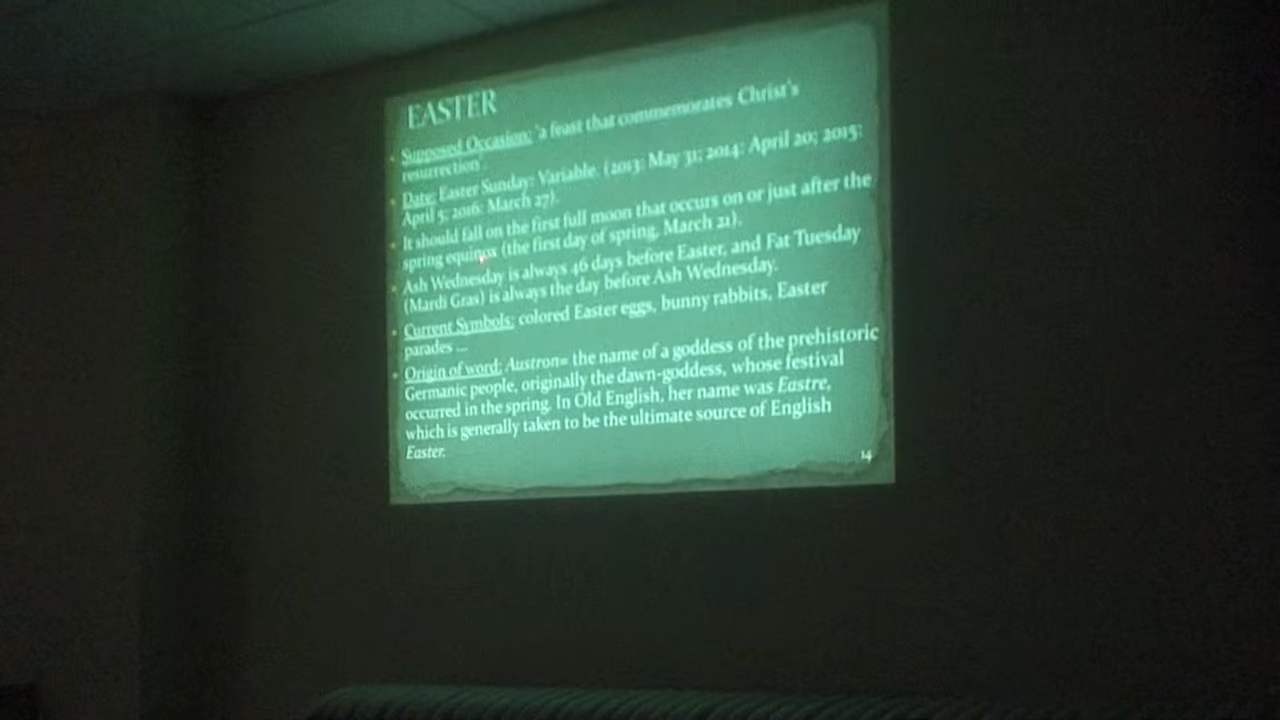 EASTER
Supposed Occasion: 'a feast that commemorates Christ's
resurrection'.
Date: Easter Sunday: Variable. (2013: May 31; 2014: April 20; 2015:
April 5; 2016: March 27).
It should fall on the first full moon that occurs on or just after the
spring equinox (the first day of spring, March 21).
Ash Wednesday is always 46 days before Easter, and Fat Tuesday
(Mardi Gras) is always the day before Ash Wednesday.
Current Symbols: colored Easter eggs, bunny rabbits, Easter
parades ...
Origin of word: Austron= the name of a goddess of the prehistoric
Germanic people, originally the dawn-goddess, whose festival
occurred in the spring. In Old English, her name was Eastre,
which is generally taken to be the ultimate source of English
Easter.
14